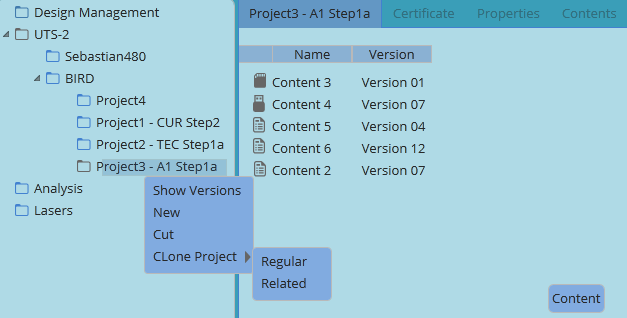 Design Management
UTS-2
Sebastian480
BIRD
Project4
Project1 - CUR Step2
Project2 - TEC Step1a
Project3 - A1 Step1a
Analysis
Lasers
Show Versions
New
Cut
CLone Project
Regular
Related
Project3 - A1 Step1a Certificate Properties Contents
Name Version
Content 3 Version 01
Content 4 Version 07
Content 5 Version 04
Content 6 Version 12
Content 2 Version 07
Content